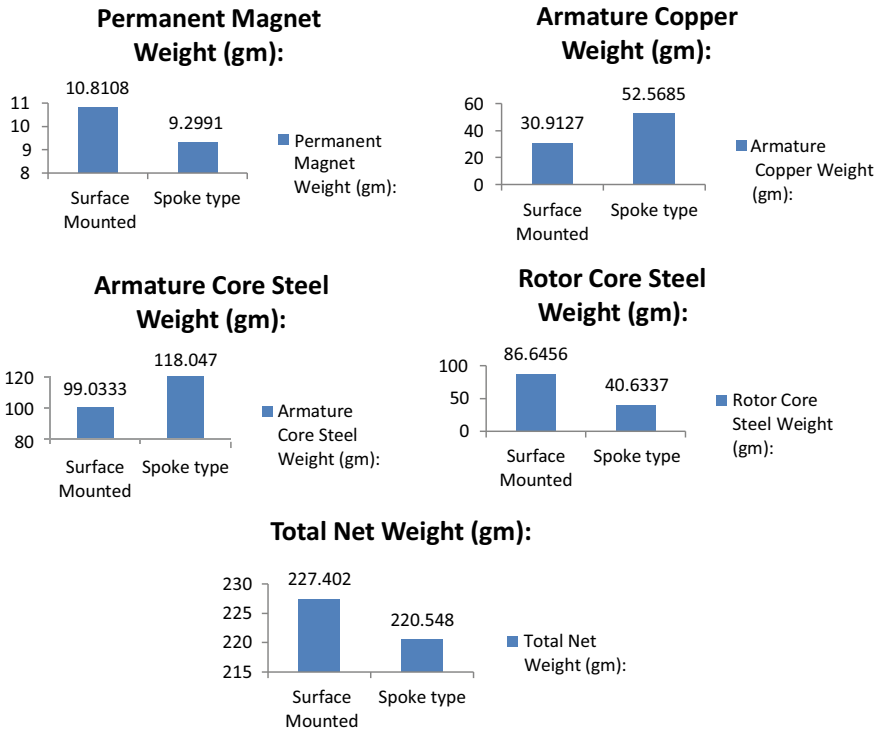 Permanent Magnet
Weight (gm):
10.8108
9.2991
11
10
9
8
Surface
Mounted
Spoke type
Permanent
Magnet
Weight (gm):
Armature Copper
Weight (gm):
52.5685
30.9127
60
40
20
0
Surface
Mounted
Spoke type
Armature
Copper Weight
(gm):
Armature Core Steel
Weight (gm):
118.047
99.0333
120
100
80
Surface
Mounted
Spoke type
Armature
Core Steel
Weight (gm):
Rotor Core Steel
Weight (gm):
86.6456
40.6337
100
50
0
Surface
Mounted
Spoke type
Rotor Core
Steel Weight
(gm):
Total Net Weight (gm):
227.402
220.548
230
225
220
215
Surface
Mounted
Spoke type
Total Net
Weight (gm):